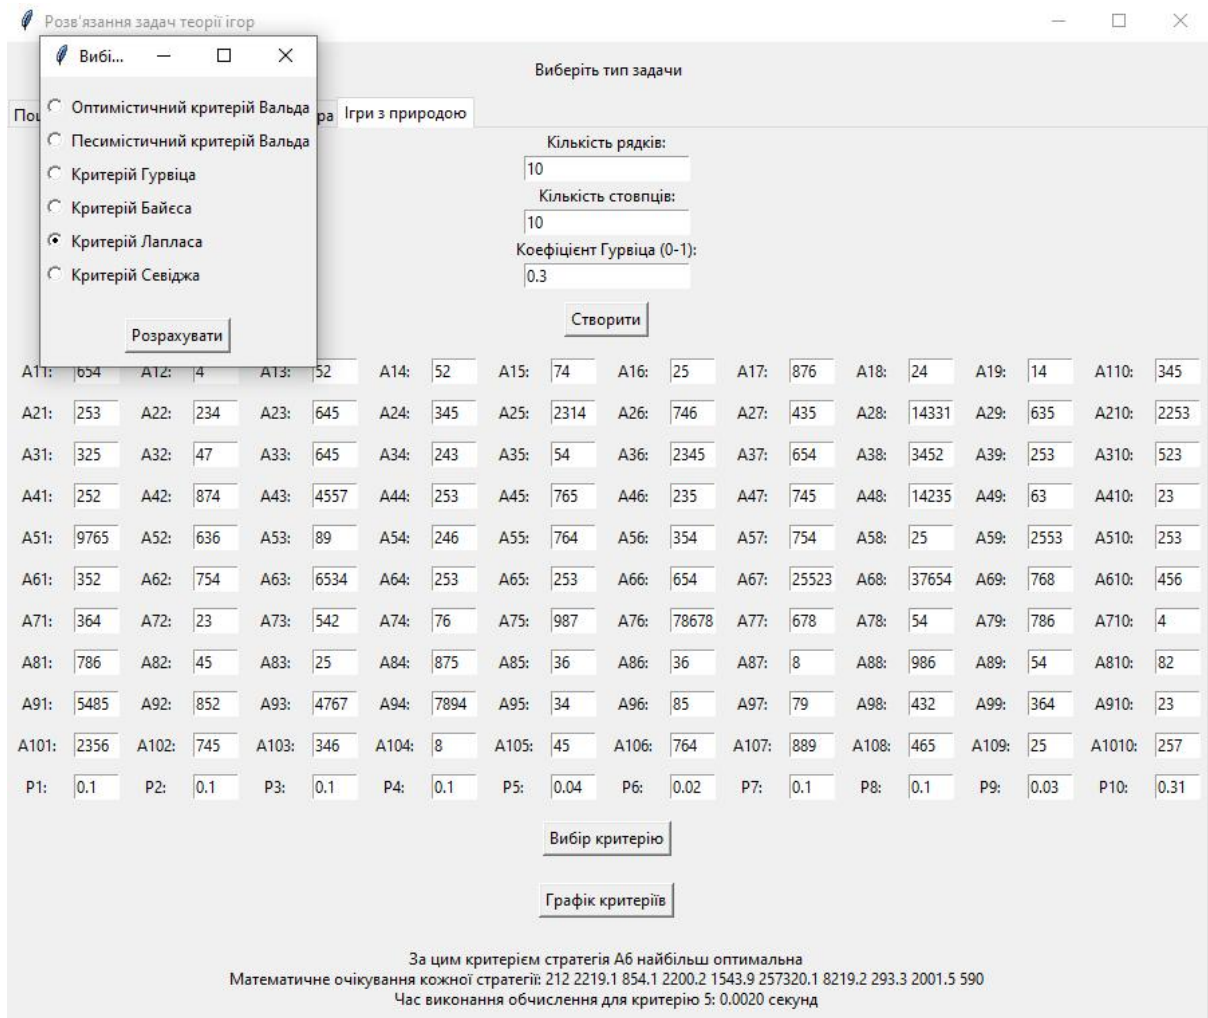 Розв'язання задач теорії ігор
Вибі...
Виберіть тип задачи
Оптимістичний критерій Вальда
Песимістичний критерій Вальда
Критерій Гурвіца
Критерій Байєса
Критерій Лапласа
Критерій Севіджа
Розрахувати
Ігри з природою
Кількість рядків:
10
Кількість стовпців:
10
Коефіцієнт Гурвіца (0-1):
0.3
Створити
A11: 654 A12: 4 A13: 52 A14: 52 A15: 74 A16: 25 A17: 876 A18: 24 A19: 14 A110: 345
A21: 253 A22: 234 A23: 645 A24: 345 A25: 2314 A26: 746 A27: 435 A28: 14331 A29: 635 A210: 2253
A31: 325 A32: 47 A33: 645 A34: 243 A35: 54 A36: 2345 A37: 654 A38: 3452 A39: 253 A310: 523
A41: 252 A42: 874 A43: 4557 A44: 253 A45: 765 A46: 235 A47: 745 A48: 14235 A49: 63 A410: 23
A51: 9765 A52: 636 A53: 89 A54: 246 A55: 764 A56: 354 A57: 754 A58: 25 A59: 2553 A510: 253
A61: 352 A62: 754 A63: 6534 A64: 253 A65: 253 A66: 654 A67: 25523 A68: 37654 A69: 768 A610: 456
A71: 364 A72: 23 A73: 542 A74: 76 A75: 987 A76: 78678 A77: 678 A78: 54 A79: 786 A710: 4
A81: 786 A82: 45 A83: 25 A84: 875 A85: 36 A86: 36 A87: 8 A88: 986 A89: 54 A810: 82
A91: 5485 A92: 852 A93: 4767 A94: 7894 A95: 34 A96: 85 A97: 79 A98: 432 A99: 364 A910: 23
A101: 2356 A102: 745 A103: 346 A104: 8 A105: 45 A106: 764 A107: 889 A108: 465 A109: 25 A1010: 257
P1: 0.1 P2: 0.1 P3: 0.1 P4: 0.1 P5: 0.04 P6: 0.02 P7: 0.1 P8: 0.1 P9: 0.03 P10: 0.31
Вибір критерію
Графік критеріїв
За цим критерієм стратегія A6 найбільш оптимальна
Математичне очікування кожної стратегії: 212 2219.1 854.1 2200.2 1543.9 257320.1 8219.2 293.3 2001.5 590
Час виконання обчислення для критерію 5: 0.0020 секунд